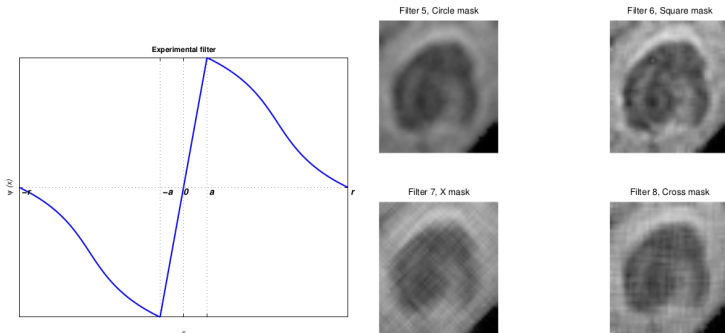 Experimental filter
ψ (x)
−r
−a
0
a
r
Filter 5, Circle mask
Filter 6, Square mask
Filter 7, X mask
Filter 8, Cross mask